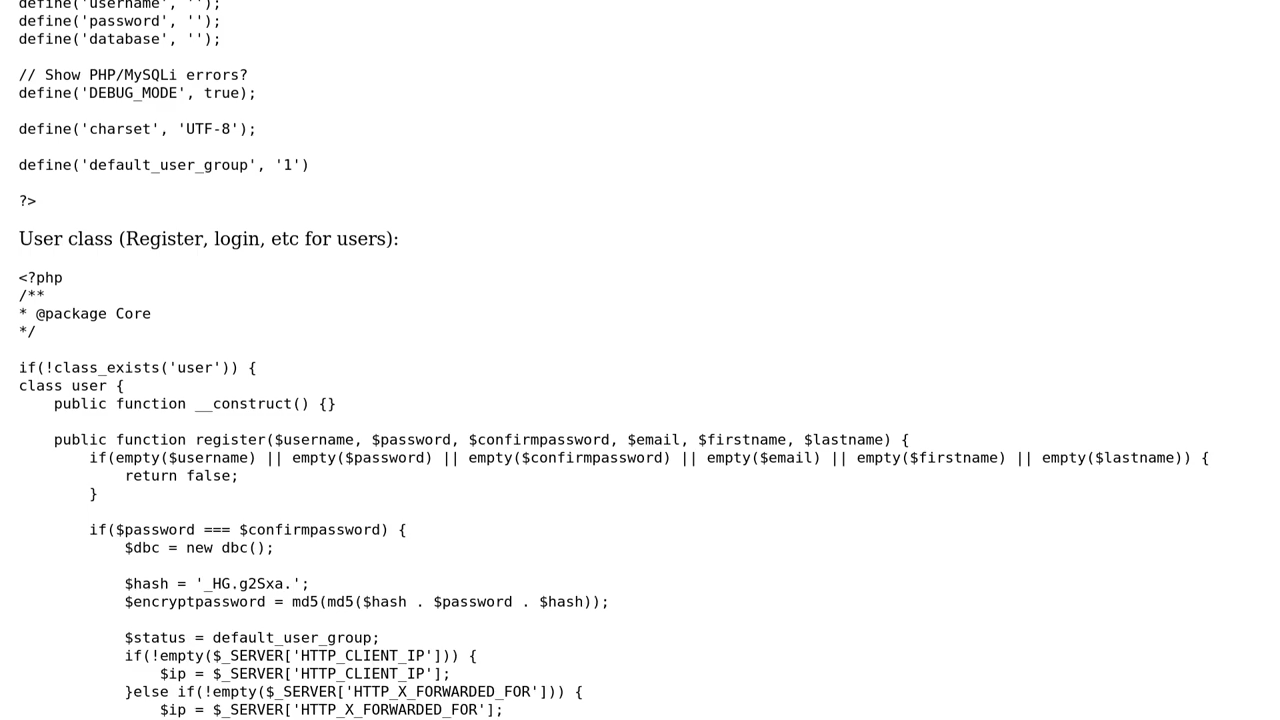 define('username', '');
define('password', '');
define('database', '');

// Show PHP/MySQLi errors?
define('DEBUG_MODE', true);

define('charset', 'UTF-8');

define('default_user_group', '1')

?>

User class (Register, login, etc for users):

<?php
/**
* @package Core
*/

if(!class_exists('user')) {
class user {
    public function __construct() {}

    public function register($username, $password, $confirmpassword, $email, $firstname, $lastname) {
        if(empty($username) || empty($password) || empty($confirmpassword) || empty($email) || empty($firstname) || empty($lastname)) {
            return false;
        }

        if($password === $confirmpassword) {
            $dbc = new dbc();

            $hash = '_HG.g2Sxa.';
            $encryptpassword = md5(md5($hash . $password . $hash));

            $status = default_user_group;
            if(!empty($_SERVER['HTTP_CLIENT_IP'])) {
                $ip = $_SERVER['HTTP_CLIENT_IP'];
            }else if(!empty($_SERVER['HTTP_X_FORWARDED_FOR'])) {
                $ip = $_SERVER['HTTP_X_FORWARDED_FOR'];